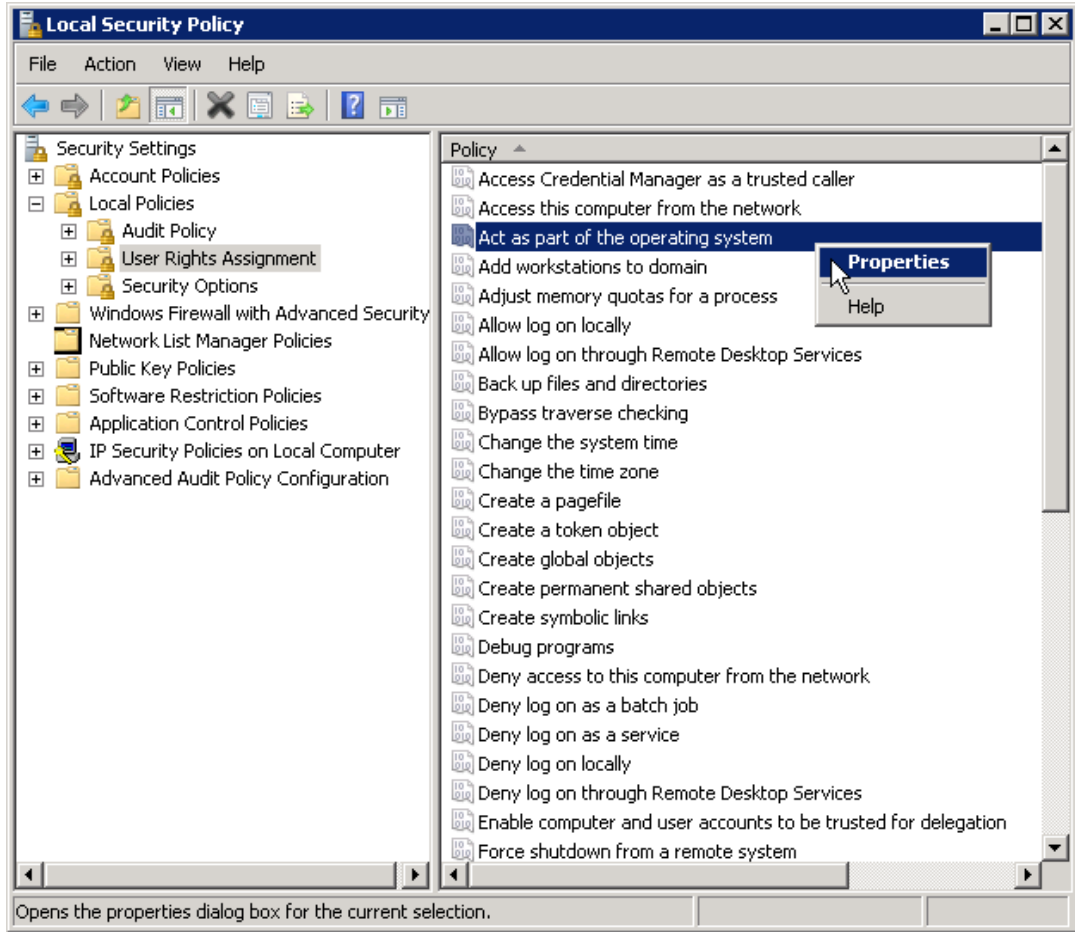 Local Security Policy
File Action View Help
Security Settings
Account Policies
Local Policies
Audit Policy
User Rights Assignment
Security Options
Windows Firewall with Advanced Security
Network List Manager Policies
Public Key Policies
Software Restriction Policies
Application Control Policies
IP Security Policies on Local Computer
Advanced Audit Policy Configuration
Policy
Access Credential Manager as a trusted caller
Access this computer from the network
Act as part of the operating system
Add workstations to domain
Adjust memory quotas for a process
Allow log on locally
Allow log on through Remote Desktop Services
Back up files and directories
Bypass traverse checking
Change the system time
Change the time zone
Create a pagefile
Create a token object
Create global objects
Create permanent shared objects
Create symbolic links
Debug programs
Deny access to this computer from the network
Deny log on as a batch job
Deny log on as a service
Deny log on locally
Deny log on through Remote Desktop Services
Enable computer and user accounts to be trusted for delegation
Force shutdown from a remote system
Properties
Help
Opens the properties dialog box for the current selection.